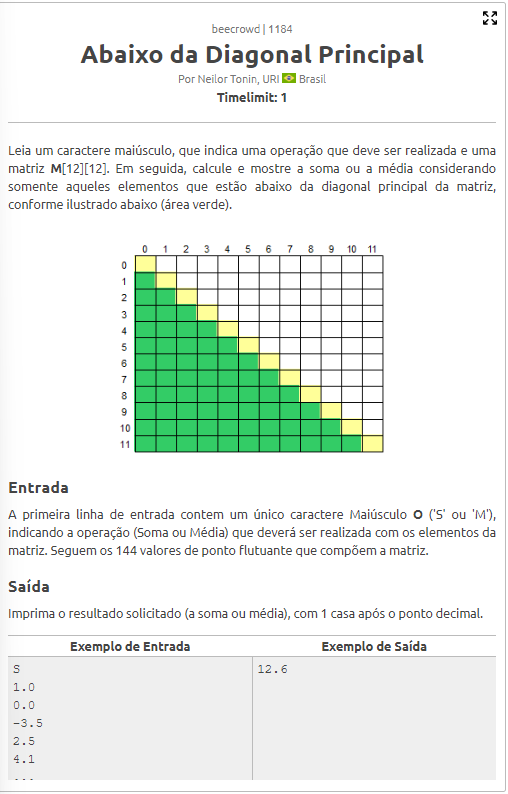 beecrowd | 1184
Abaixo da Diagonal Principal
Por Neilor Tonin, URI Brasil
Timelimit: 1
Leia um caractere maiúsculo, que indica uma operação que deve ser realizada e uma
matriz M[12][12]. Em seguida, calcule e mostre a soma ou a média considerando
somente aqueles elementos que estão abaixo da diagonal principal da matriz,
conforme ilustrado abaixo (área verde).
0 1 2 3 4 5 6 7 8 9 10 11
0
1
2
3
4
5
6
7
8
9
10
11
Entrada
A primeira linha de entrada contem um único caractere Maiúsculo O ('S' ou 'M'),
indicando a operação (Soma ou Média) que deverá ser realizada com os elementos da
matriz. Seguem os 144 valores de ponto flutuante que compõem a matriz.
Saída
Imprima o resultado solicitado (a soma ou média), com 1 casa após o ponto decimal.
Exemplo de Entrada Exemplo de Saída
S 12.6
1.0
0.0
-3.5
2.5
4.1
...